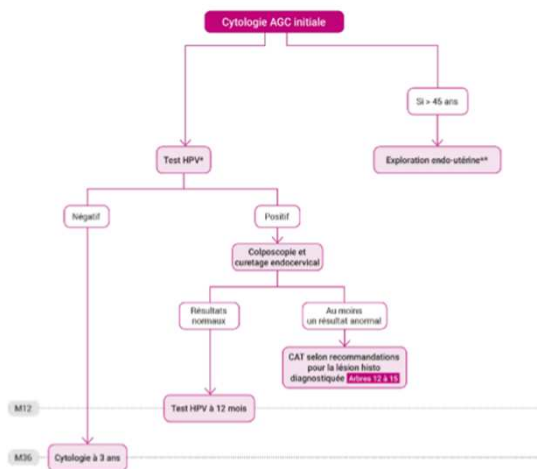 Cytologie AGC initiale
Si > 45 ans
Test HPV*
Exploration endo-utérine**
Négatif
Positif
Colposcopie et
curetage endocervical
Résultats
normaux
Au moins
un résultat anormal
CAT selon recommandations
pour la lésion histo
diagnostiquée Arbres 12 à 15
M12
Test HPV à 12 mois
M36
Cytologie à 3 ans